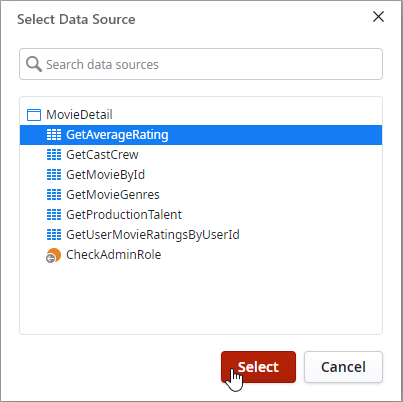 Select Data Source
Search data sources
MovieDetail
GetAverageRating
GetCastCrew
GetMovieById
GetMovieGenres
GetProductionTalent
GetUserMovieRatingsByUserId
CheckAdminRole
Select
Cancel